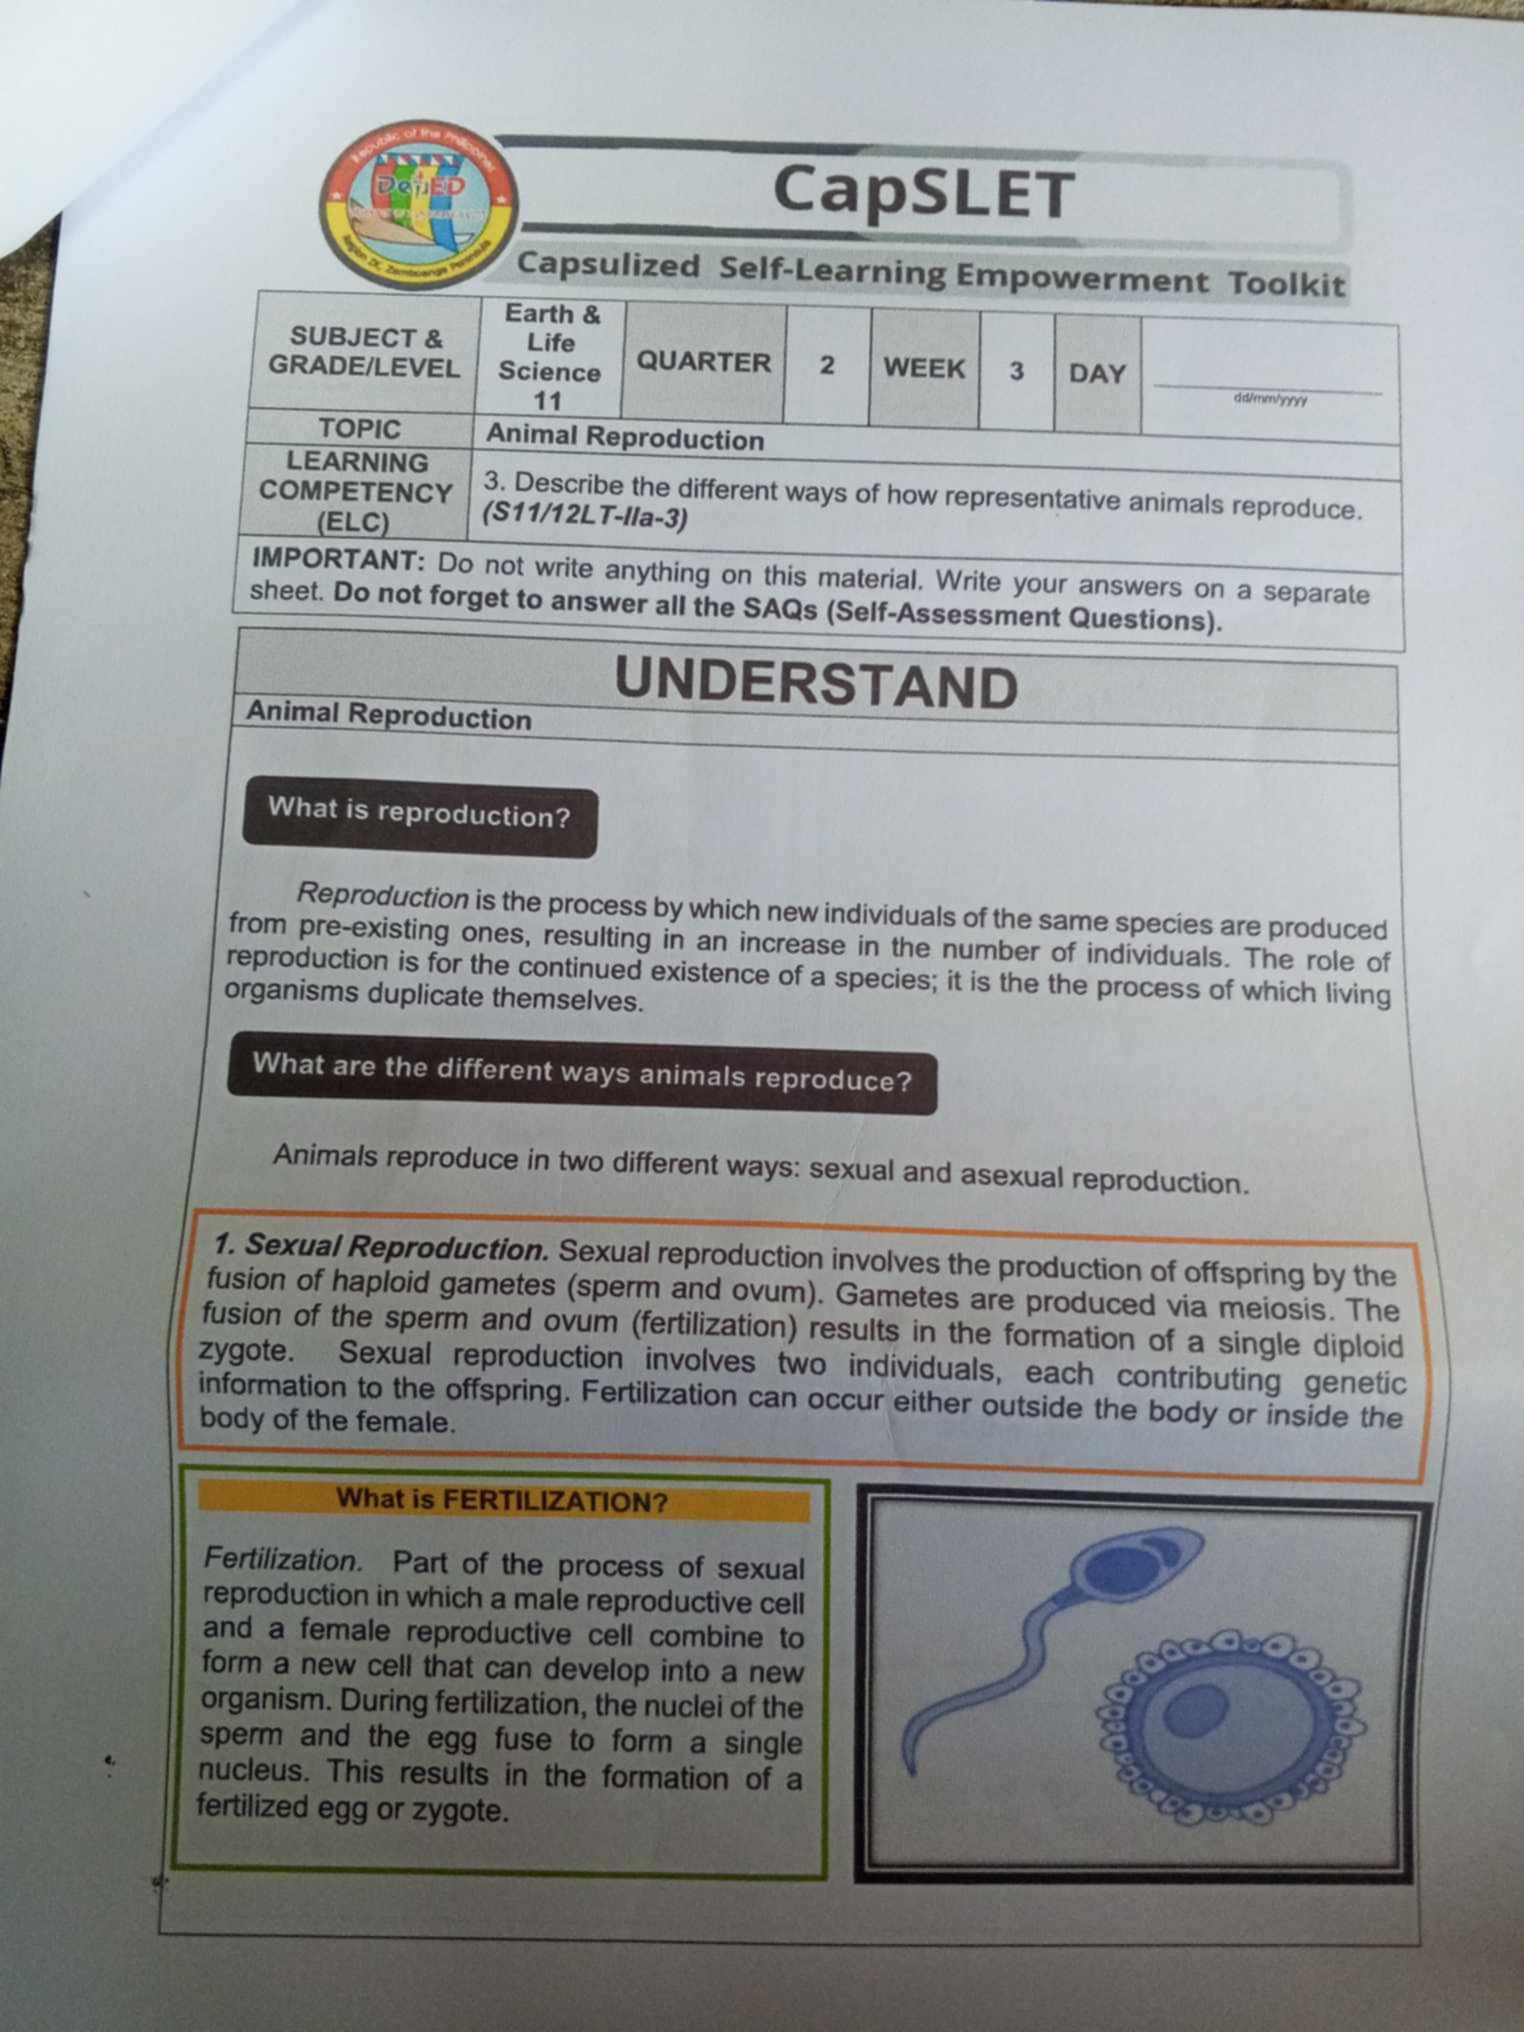 Republic of the Philippines
DepED
Region IX, Zamboanga Peninsula
CapSLET
Capsulized Self-Learning Empowerment Toolkit
SUBJECT & GRADE/LEVEL
Earth & Life Science 11
QUARTER
2
WEEK
3
DAY
dd/mm/yyyy
TOPIC
Animal Reproduction
LEARNING COMPETENCY (ELC)
3. Describe the different ways of how representative animals reproduce.
(S11/12LT-IIa-3)
IMPORTANT: Do not write anything on this material. Write your answers on a separate
sheet. Do not forget to answer all the SAQs (Self-Assessment Questions).
UNDERSTAND
Animal Reproduction
What is reproduction?
Reproduction is the process by which new individuals of the same species are produced
from pre-existing ones, resulting in an increase in the number of individuals. The role of
reproduction is for the continued existence of a species; it is the the process of which living
organisms duplicate themselves.
What are the different ways animals reproduce?
Animals reproduce in two different ways: sexual and asexual reproduction.
1. Sexual Reproduction. Sexual reproduction involves the production of offspring by the
fusion of haploid gametes (sperm and ovum). Gametes are produced via meiosis. The
fusion of the sperm and ovum (fertilization) results in the formation of a single diploid
zygote. Sexual reproduction involves two individuals, each contributing genetic
information to the offspring. Fertilization can occur either outside the body or inside the
body of the female.
What is FERTILIZATION?
Fertilization. Part of the process of sexual
reproduction in which a male reproductive cell
and a female reproductive cell combine to
form a new cell that can develop into a new
organism. During fertilization, the nuclei of the
sperm and the egg fuse to form a single
nucleus. This results in the formation of a
fertilized egg or zygote.